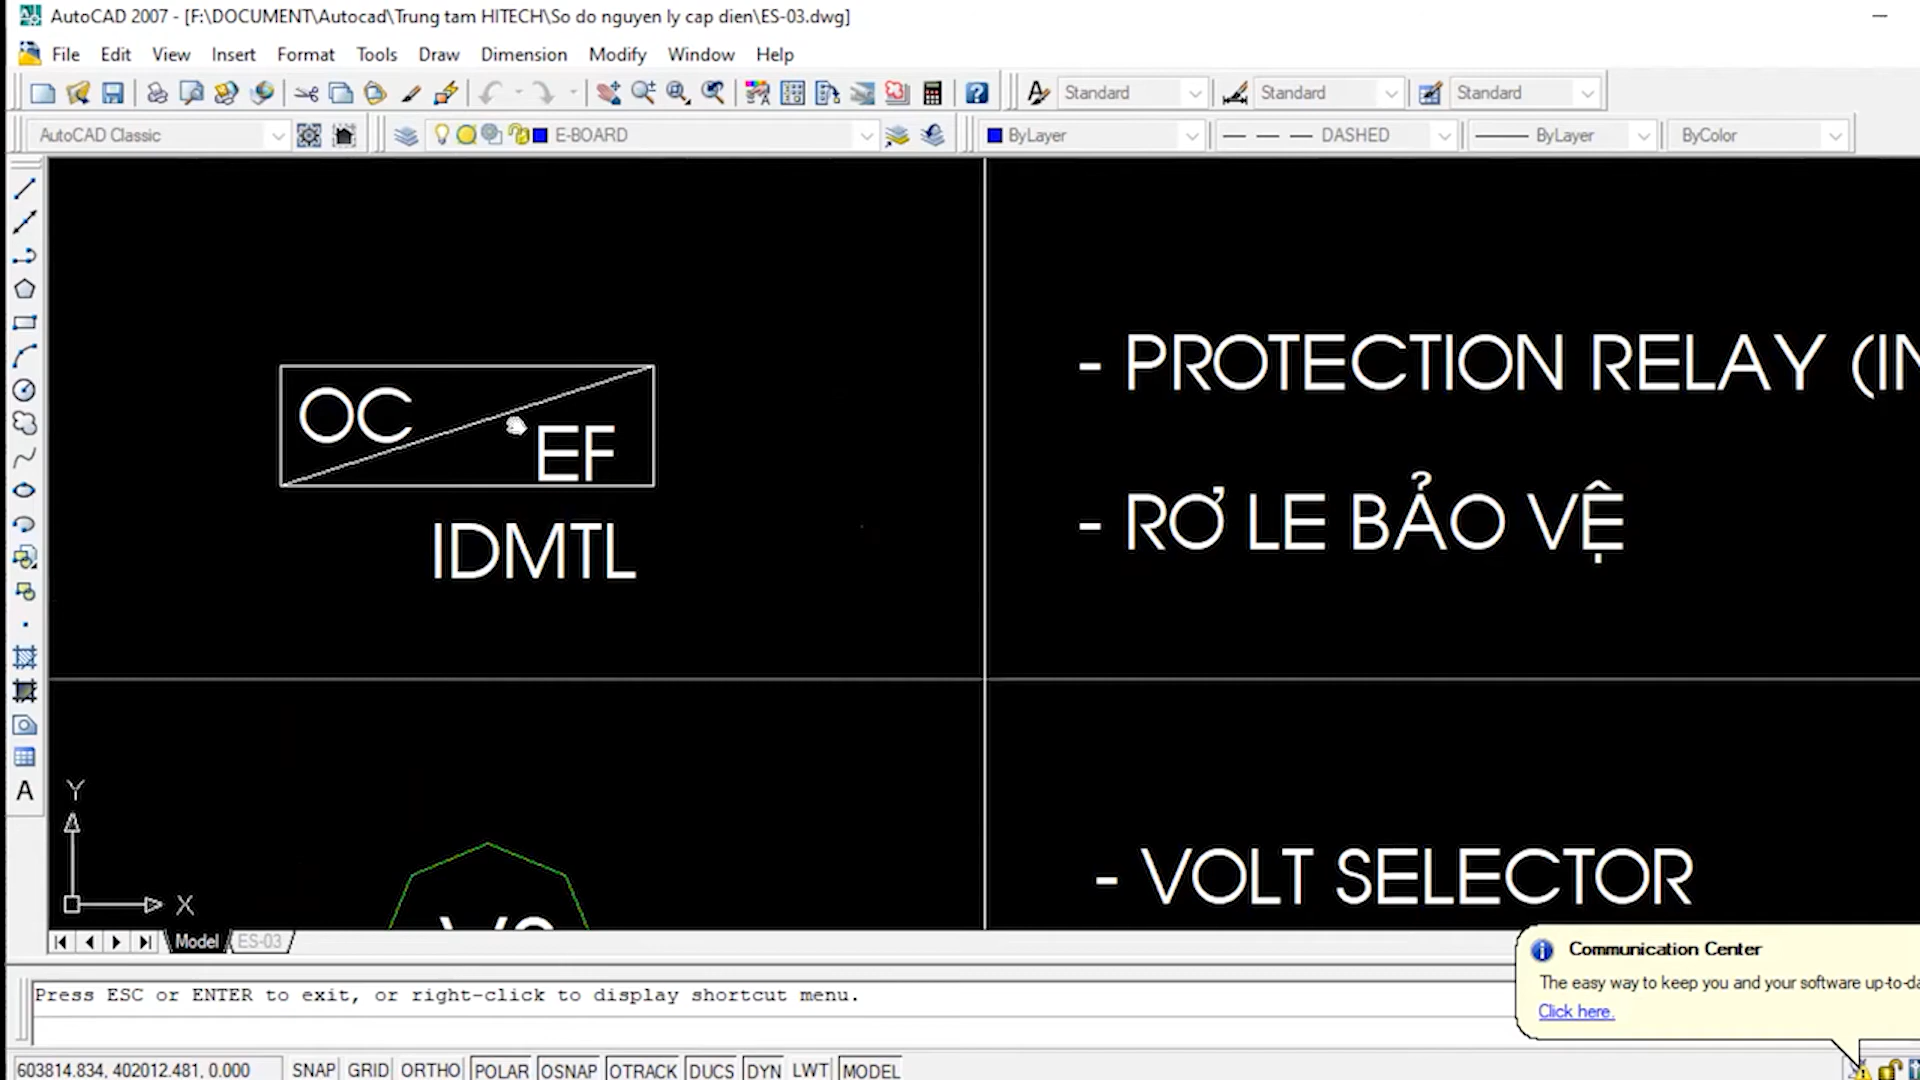 AutoCAD 2007 - [F:\DOCUMENT\Autocad\Trung tam HITECH\So do nguyen ly cap dien\ES-03.dwg]
File Edit View Insert Format Tools Draw Dimension Modify Window Help
Standard Standard Standard
AutoCAD Classic E-BOARD ByLayer DASHED ByLayer ByColor
- PROTECTION RELAY (IN
OC
EF
IDMTL
- RƠ LE BẢO VỆ
- VOLT SELECTOR
Y
X
A
Model ES-03
Communication Center
The easy way to keep you and your software up-to-da
Click here.
Press ESC or ENTER to exit, or right-click to display shortcut menu.
603814.834, 402012.481, 0.000 SNAP GRID ORTHO POLAR OSNAP OTRACK DUCS DYN LWT MODEL